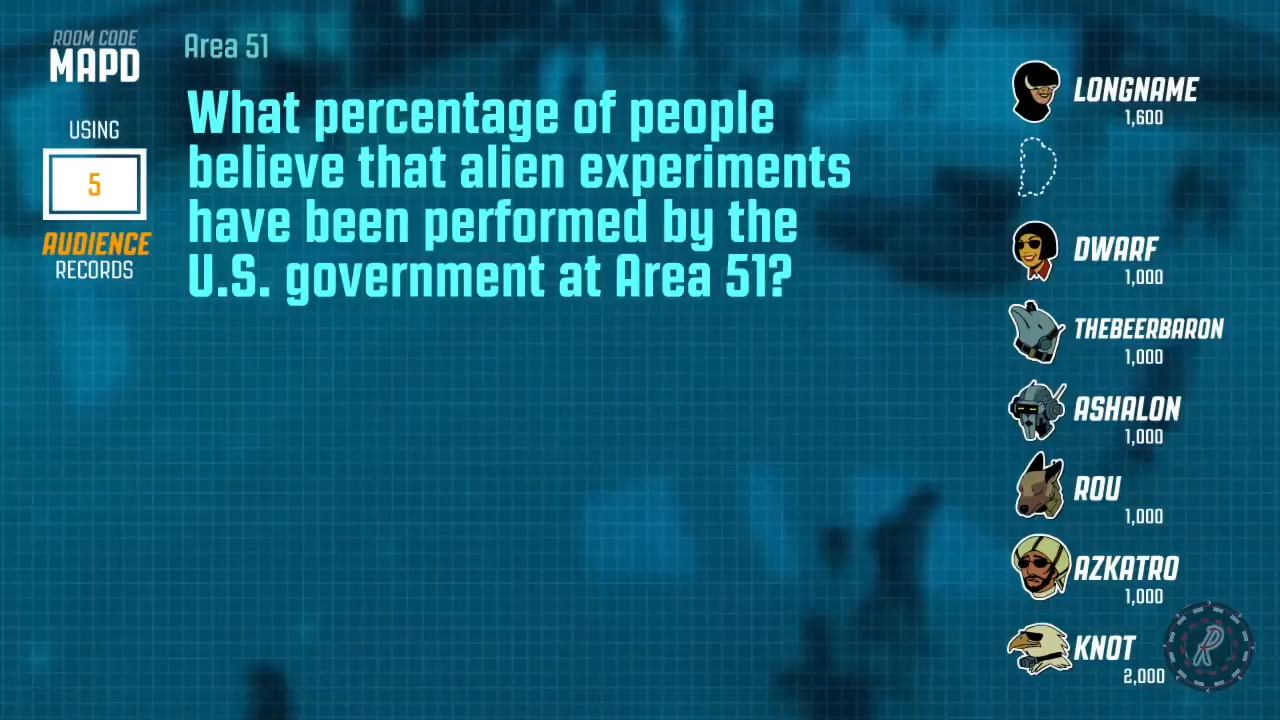 ROOM CODE
MAPD
USING
5
AUDIENCE
RECORDS
Area 51
What percentage of people
believe that alien experiments
have been performed by the
U.S. government at Area 51?
LONGNAME
1,600
DWARF
1,000
THEBEERBARON
1,000
ASHALON
1,000
ROU
1,000
AZKATRO
1,000
KNOT
2,000
R